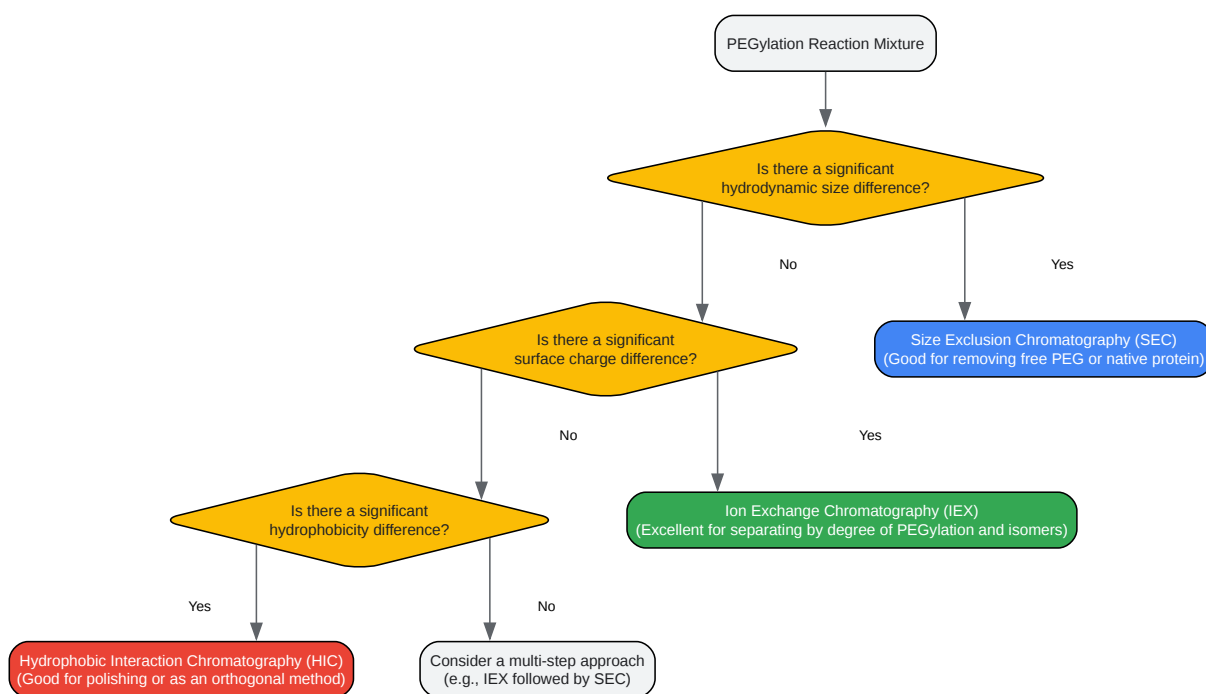 PEGylation Reaction Mixture
Is there a significant
hydrodynamic size difference?
No
Yes
Is there a significant
surface charge difference?
Size Exclusion Chromatography (SEC)
(Good for removing free PEG or native protein)
No
Yes
Is there a significant
hydrophobicity difference?
Ion Exchange Chromatography (IEX)
(Excellent for separating by degree of PEGylation and isomers)
Yes
No
Hydrophobic Interaction Chromatography (HIC)
(Good for polishing or as an orthogonal method)
Consider a multi-step approach
(e.g., IEX followed by SEC)